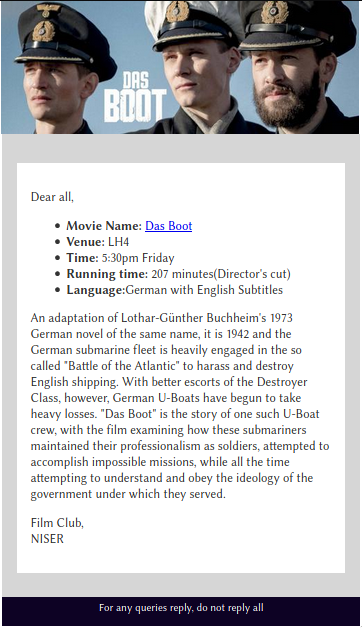 DAS
BOOT
Dear all,
• Movie Name: Das Boot
• Venue: LH4
• Time: 5:30pm Friday
• Running time: 207 minutes(Director's cut)
• Language:German with English Subtitles
An adaptation of Lothar-Günther Buchheim's 1973
German novel of the same name, it is 1942 and the
German submarine fleet is heavily engaged in the so
called "Battle of the Atlantic" to harass and destroy
English shipping. With better escorts of the Destroyer
Class, however, German U-Boats have begun to take
heavy losses. "Das Boot" is the story of one such U-Boat
crew, with the film examining how these submariners
maintained their professionalism as soldiers, attempted to
accomplish impossible missions, while all the time
attempting to understand and obey the ideology of the
government under which they served.
Film Club,
NISER
For any queries reply, do not reply all